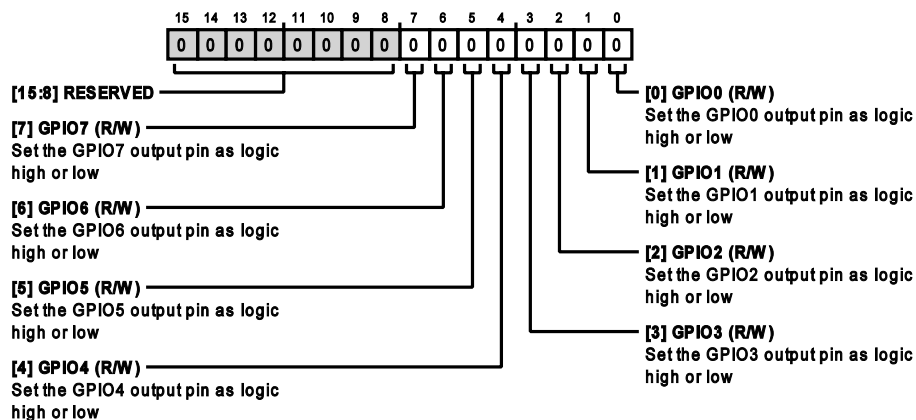 15 14 13 12 11 10 9 8 7 6 5 4 3 2 1 0
0 0 0 0 0 0 0 0 0 0 0 0 0 0 0 0
[15:8] RESERVED
[7] GPIO7 (R/W)
Set the GPIO7 output pin as logic
high or low
[6] GPIO6 (R/W)
Set the GPIO6 output pin as logic
high or low
[5] GPIO5 (R/W)
Set the GPIO5 output pin as logic
high or low
[4] GPIO4 (R/W)
Set the GPIO4 output pin as logic
high or low
[0] GPIO0 (R/W)
Set the GPIO0 output pin as logic
high or low
[1] GPIO1 (R/W)
Set the GPIO1 output pin as logic
high or low
[2] GPIO2 (R/W)
Set the GPIO2 output pin as logic
high or low
[3] GPIO3 (R/W)
Set the GPIO3 output pin as logic
high or low